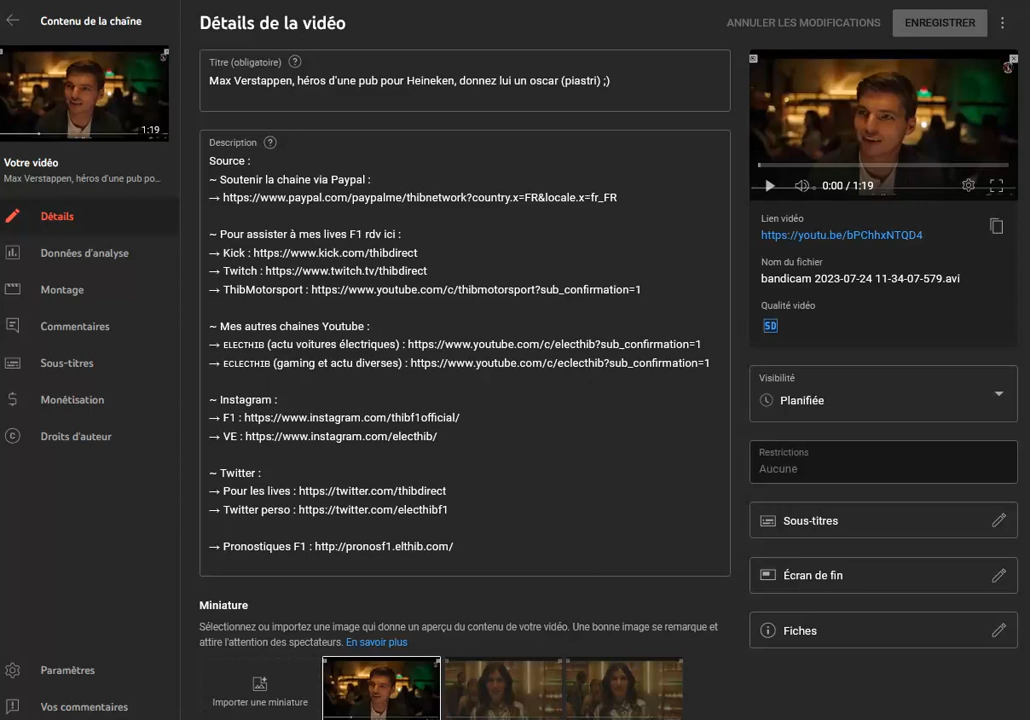 Contenu de la chaîne
1:19
Votre vidéo
Max Verstappen, héros d'une pub po...
Détails
Données d'analyse
Montage
Commentaires
Sous-titres
Monétisation
Droits d'auteur
Paramètres
Vos commentaires
Détails de la vidéo
ANNULER LES MODIFICATIONS
ENREGISTRER
Titre (obligatoire)
Max Verstappen, héros d'une pub pour Heineken, donnez lui un oscar (piastri) ;)
Description
Source :
~ Soutenir la chaine via Paypal :
→ https://www.paypal.com/paypalme/thibnetwork?country.x=FR&locale.x=fr_FR
~ Pour assister à mes lives F1 rdv ici :
→ Kick : https://www.kick.com/thibdirect
→ Twitch : https://www.twitch.tv/thibdirect
→ ThibMotorsport : https://www.youtube.com/c/thibmotorsport?sub_confirmation=1
~ Mes autres chaines Youtube :
→ ᴇʟᴇᴄᴛʜɪʙ (actu voitures électriques) : https://www.youtube.com/c/electhib?sub_confirmation=1
→ ᴇᴄʟᴇᴄᴛʜɪʙ (gaming et actu diverses) : https://www.youtube.com/c/eclecthib?sub_confirmation=1
~ Instagram :
→ F1 : https://www.instagram.com/thibf1official/
→ VE : https://www.instagram.com/electhib/
~ Twitter :
→ Pour les lives : https://twitter.com/thibdirect
→ Twitter perso : https://twitter.com/electhibf1
→ Pronostiques F1 : http://pronosf1.elthib.com/
Miniature
Sélectionnez ou importez une image qui donne un aperçu du contenu de votre vidéo. Une bonne image se remarque et
attire l'attention des spectateurs. En savoir plus
Importer une miniature
0:00 / 1:19
Lien vidéo
https://youtu.be/bPChhxNTQD4
Nom du fichier
bandicam 2023-07-24 11-34-07-579.avi
Qualité vidéo
SD
Visibilité
Planifiée
Restrictions
Aucune
Sous-titres
Écran de fin
Fiches